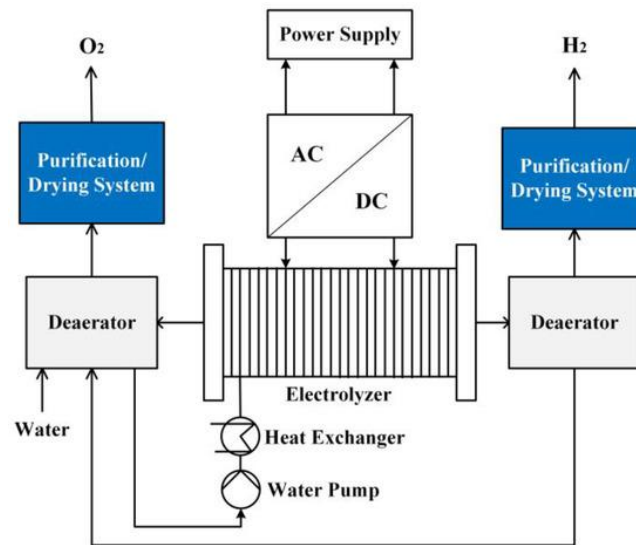 Power Supply
O₂
H₂
AC
DC
Purification/
Drying System
Purification/
Drying System
Deaerator
Deaerator
Electrolyzer
Water
Heat Exchanger
Water Pump